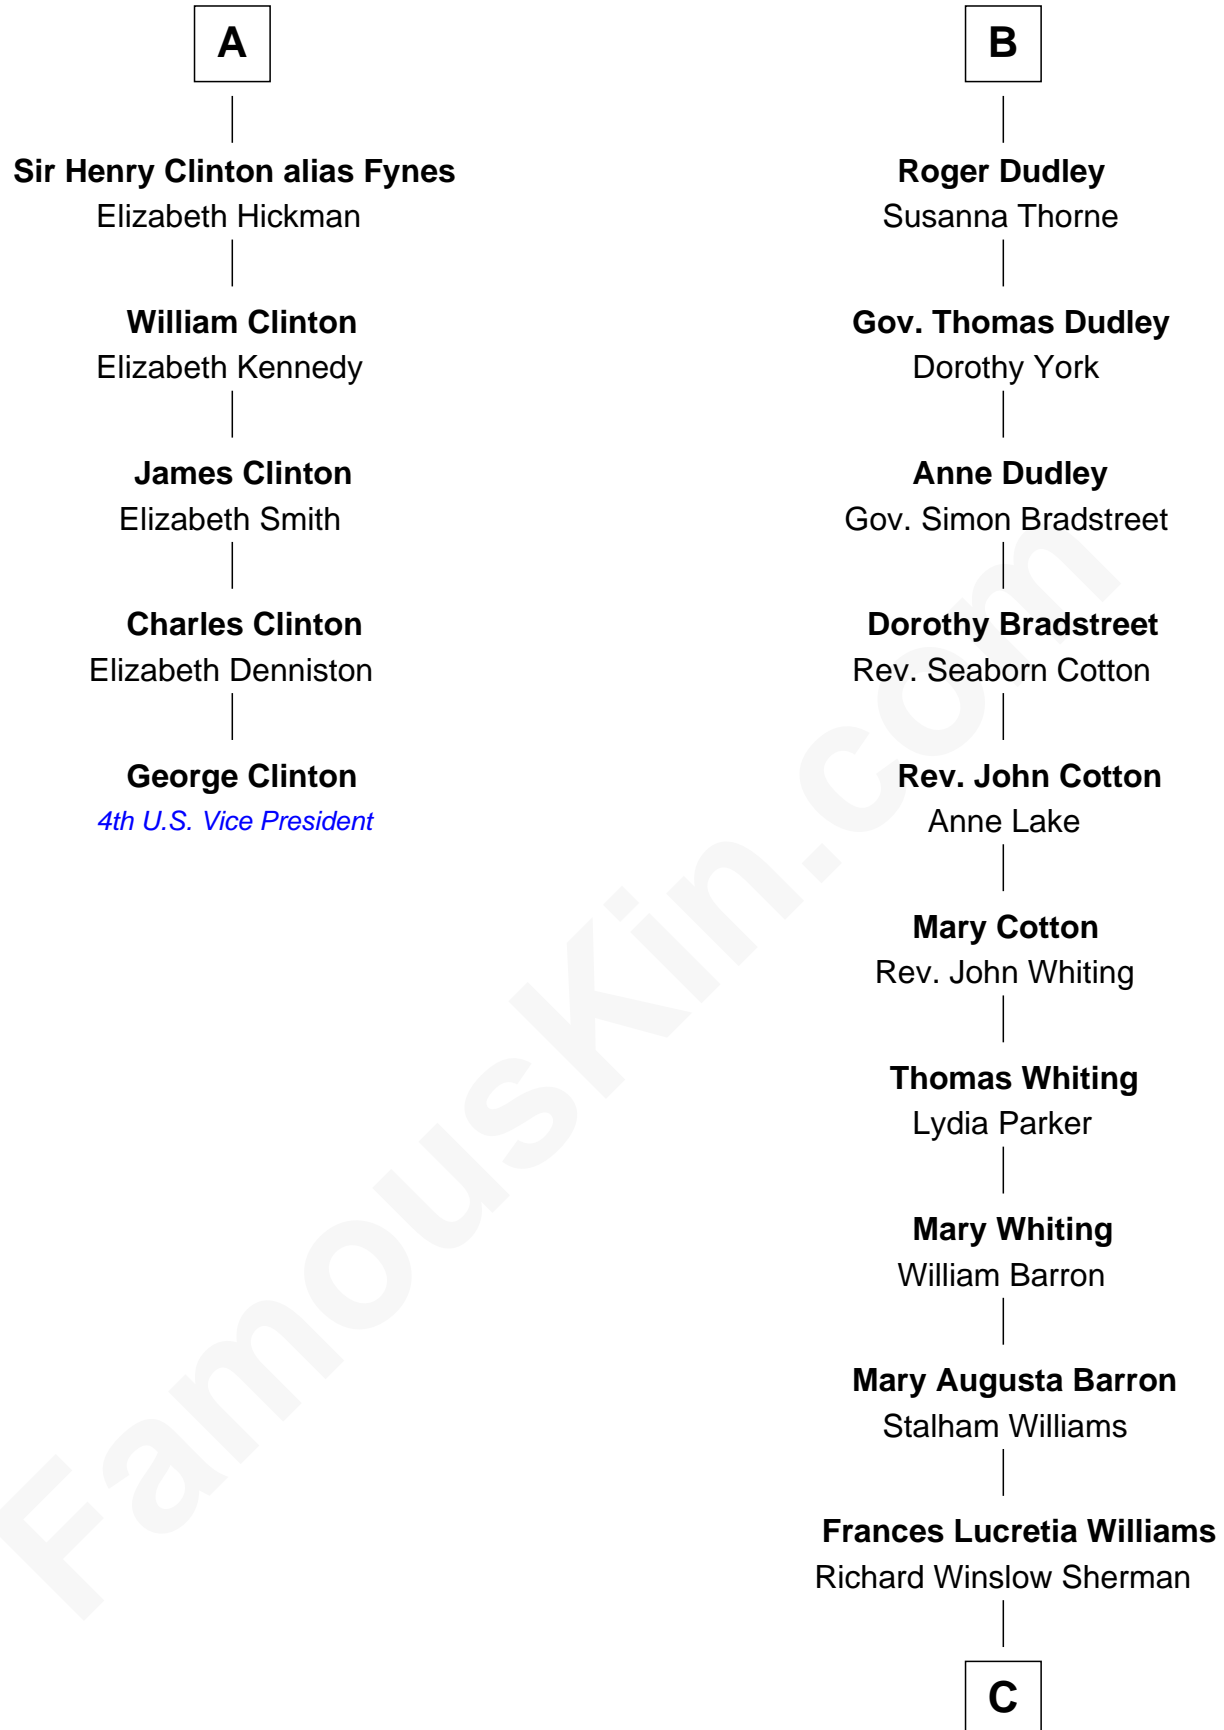 A
Sir Henry Clinton alias Fynes
Elizabeth Hickman
William Clinton
Elizabeth Kennedy
James Clinton
Elizabeth Smith
Charles Clinton
Elizabeth Denniston
George Clinton
4th U.S. Vice President
B
Roger Dudley
Susanna Thorne
Gov. Thomas Dudley
Dorothy York
Anne Dudley
Gov. Simon Bradstreet
Dorothy Bradstreet
Rev. Seaborn Cotton
Rev. John Cotton
Anne Lake
Mary Cotton
Rev. John Whiting
Thomas Whiting
Lydia Parker
Mary Whiting
William Barron
Mary Augusta Barron
Stalham Williams
Frances Lucretia Williams
Richard Winslow Sherman
C
FamousKin.com